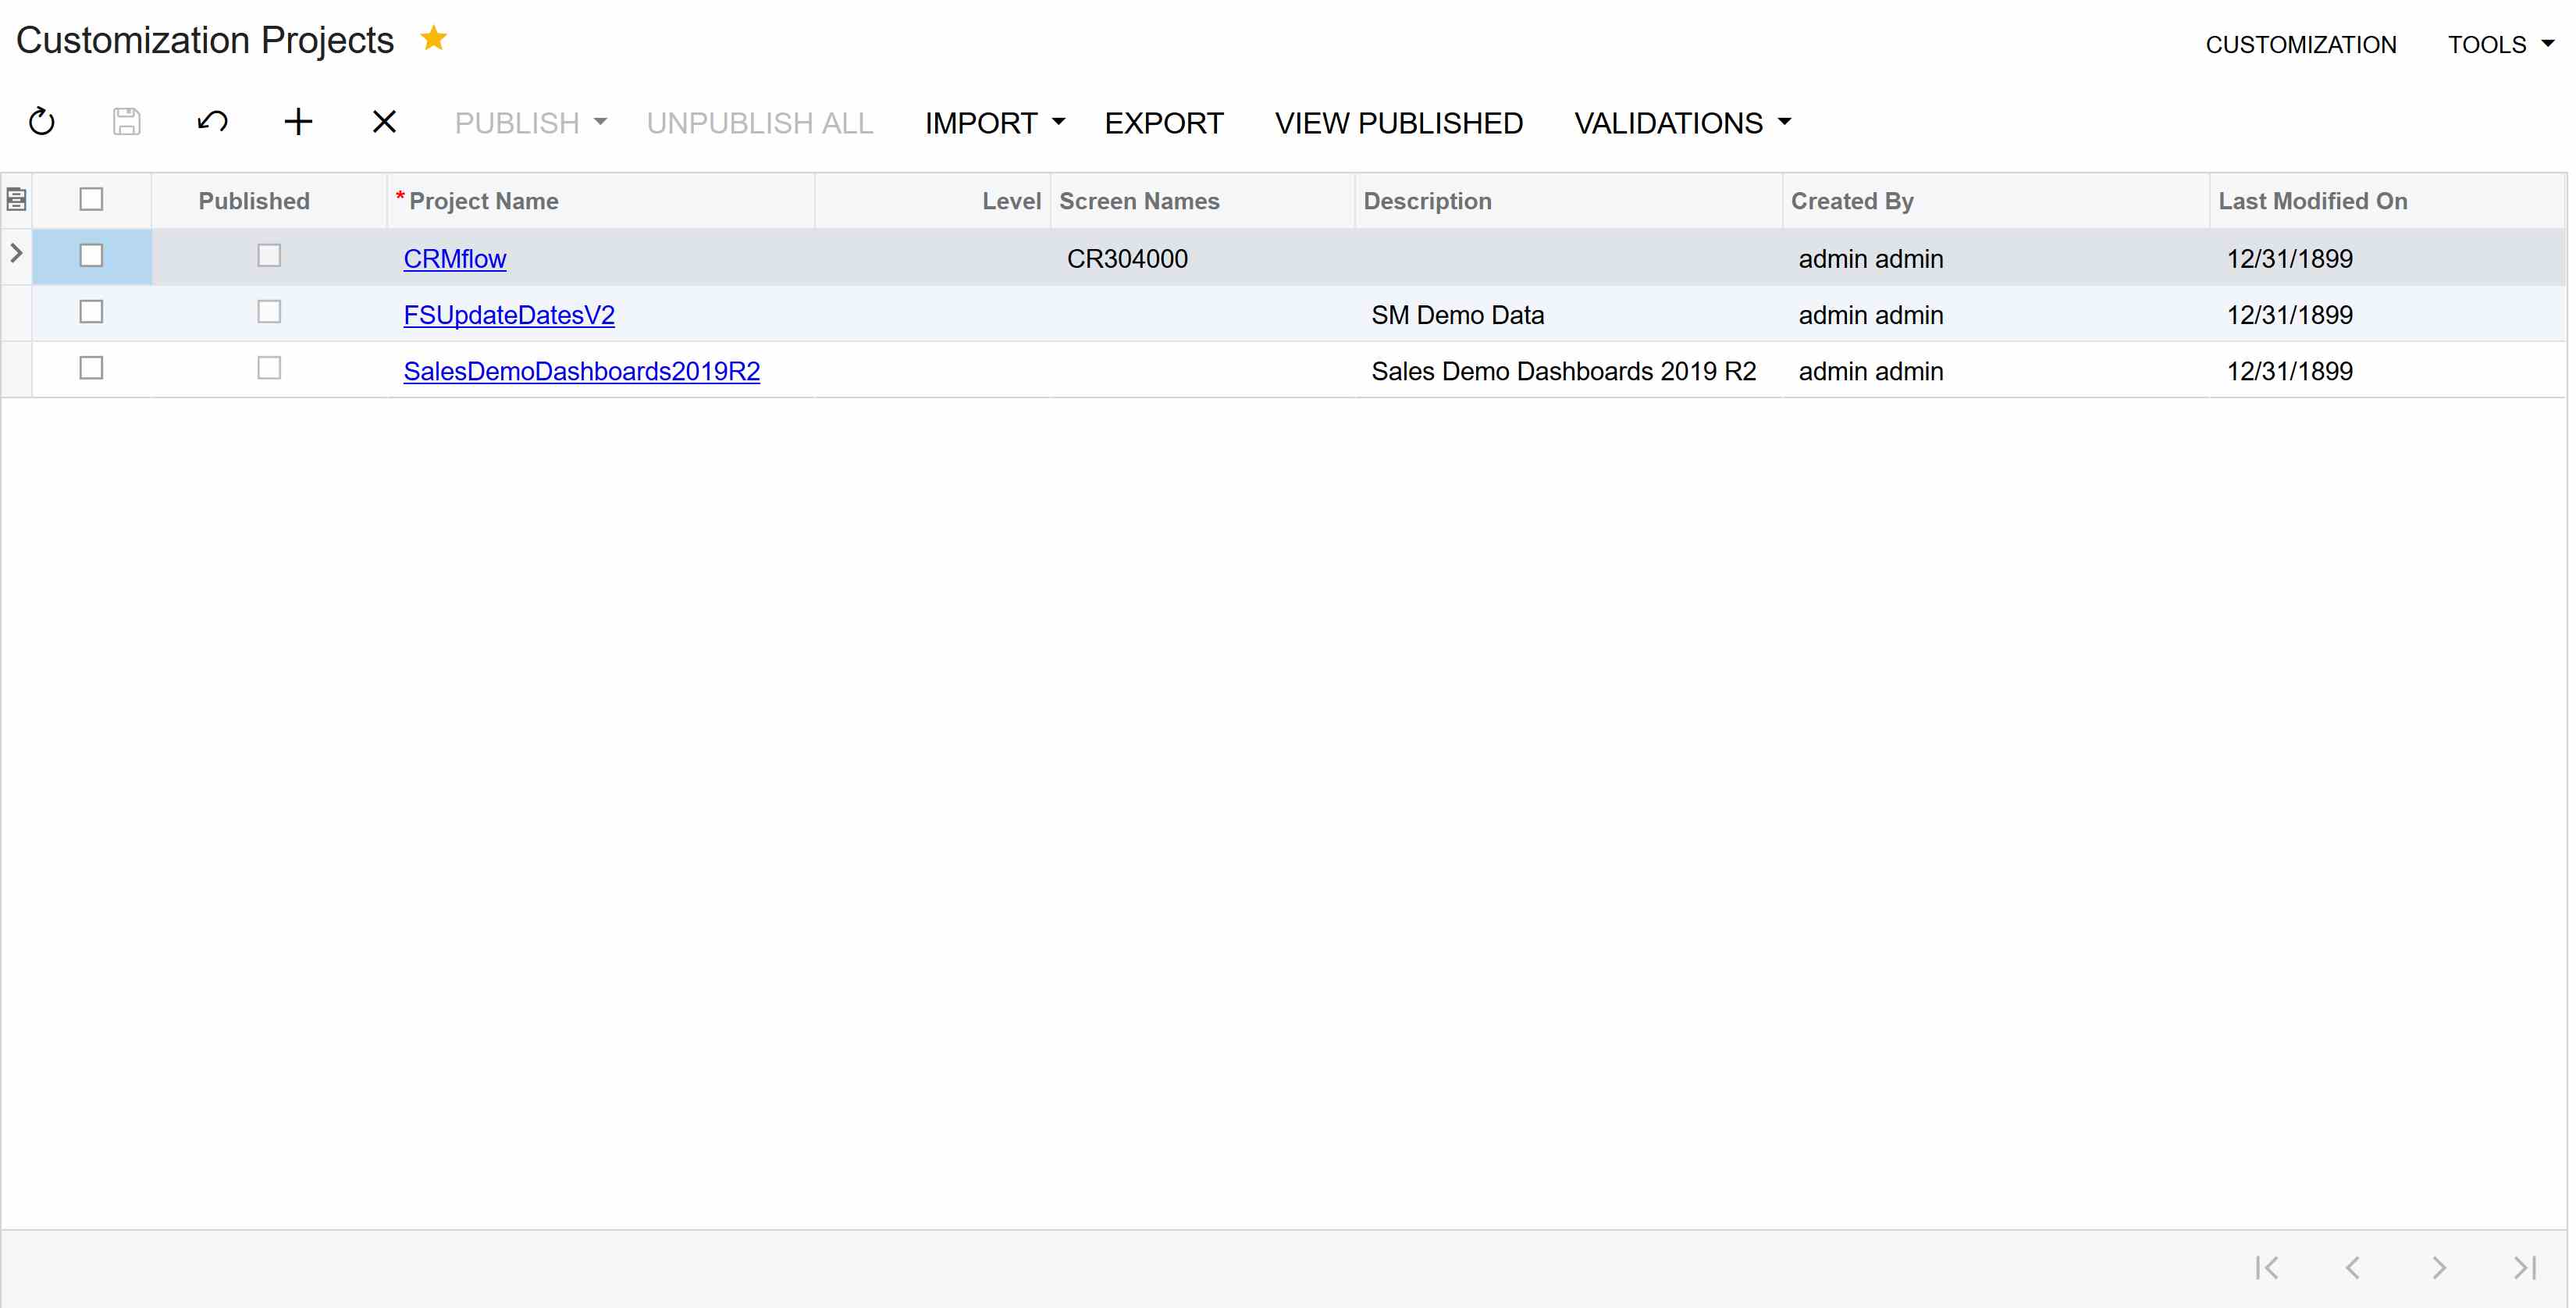 Customization Projects
CUSTOMIZATION TOOLS
PUBLISH UNPUBLISH ALL IMPORT EXPORT VIEW PUBLISHED VALIDATIONS
Published * Project Name Level Screen Names Description Created By Last Modified On
CRMflow CR304000 admin admin 12/31/1899
FSUpdateDatesV2 SM Demo Data admin admin 12/31/1899
SalesDemoDashboards2019R2 Sales Demo Dashboards 2019 R2 admin admin 12/31/1899